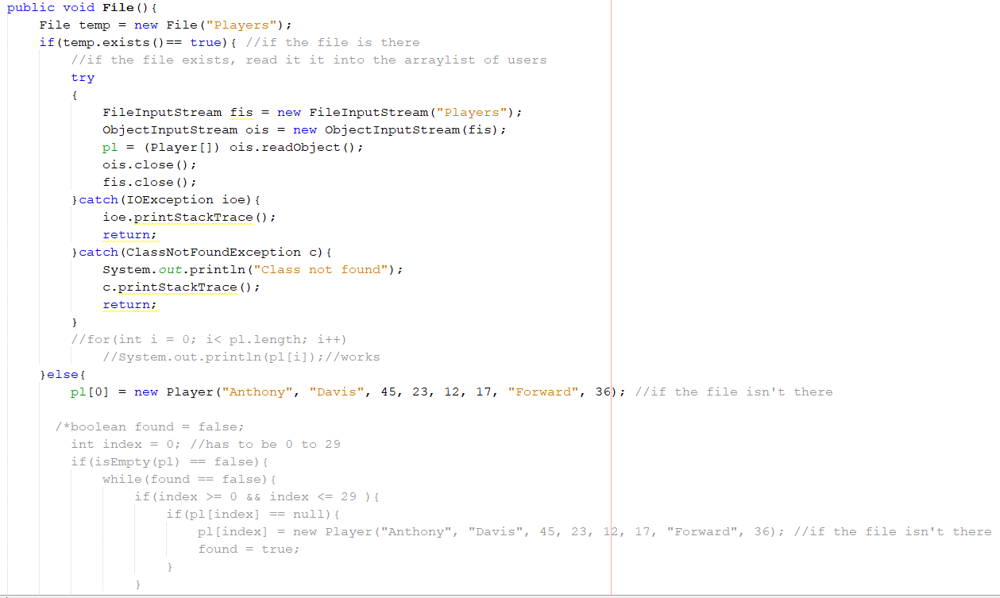 public void File(){
    File temp = new File("Players");
    if(temp.exists()== true){ //if the file is there
        //if the file exists, read it it into the arraylist of users
        try
        {
            FileInputStream fis = new FileInputStream("Players");
            ObjectInputStream ois = new ObjectInputStream(fis);
            pl = (Player[]) ois.readObject();
            ois.close();
            fis.close();
        }catch(IOException ioe){
            ioe.printStackTrace();
            return;
        }catch(ClassNotFoundException c){
            System.out.println("Class not found");
            c.printStackTrace();
            return;
        }
        //for(int i = 0; i< pl.length; i++)
            //System.out.println(pl[i]);//works
    }else{
        pl[0] = new Player("Anthony", "Davis", 45, 23, 12, 17, "Forward", 36); //if the file isn't there

      /*boolean found = false;
        int index = 0; //has to be 0 to 29
        if(isEmpty(pl) == false){
            while(found == false){
                if(index >= 0 && index <= 29 ){
                    if(pl[index] == null){
                        pl[index] = new Player("Anthony", "Davis", 45, 23, 12, 17, "Forward", 36); //if the file isn't there
                        found = true;
                    }
                }